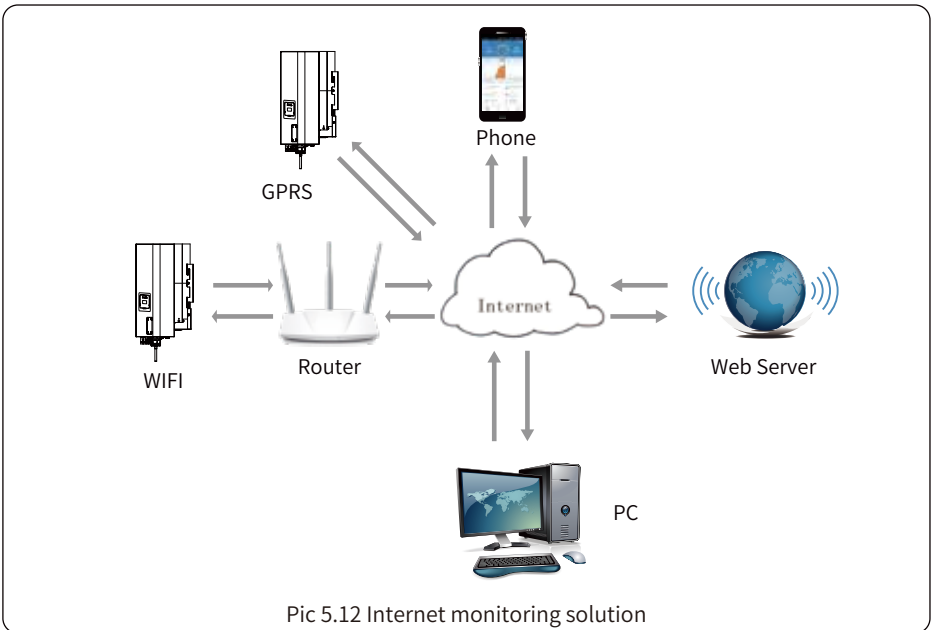 Phone
GPRS
Internet
WIFI
Router
Web Server
PC
Pic 5.12 Internet monitoring solution